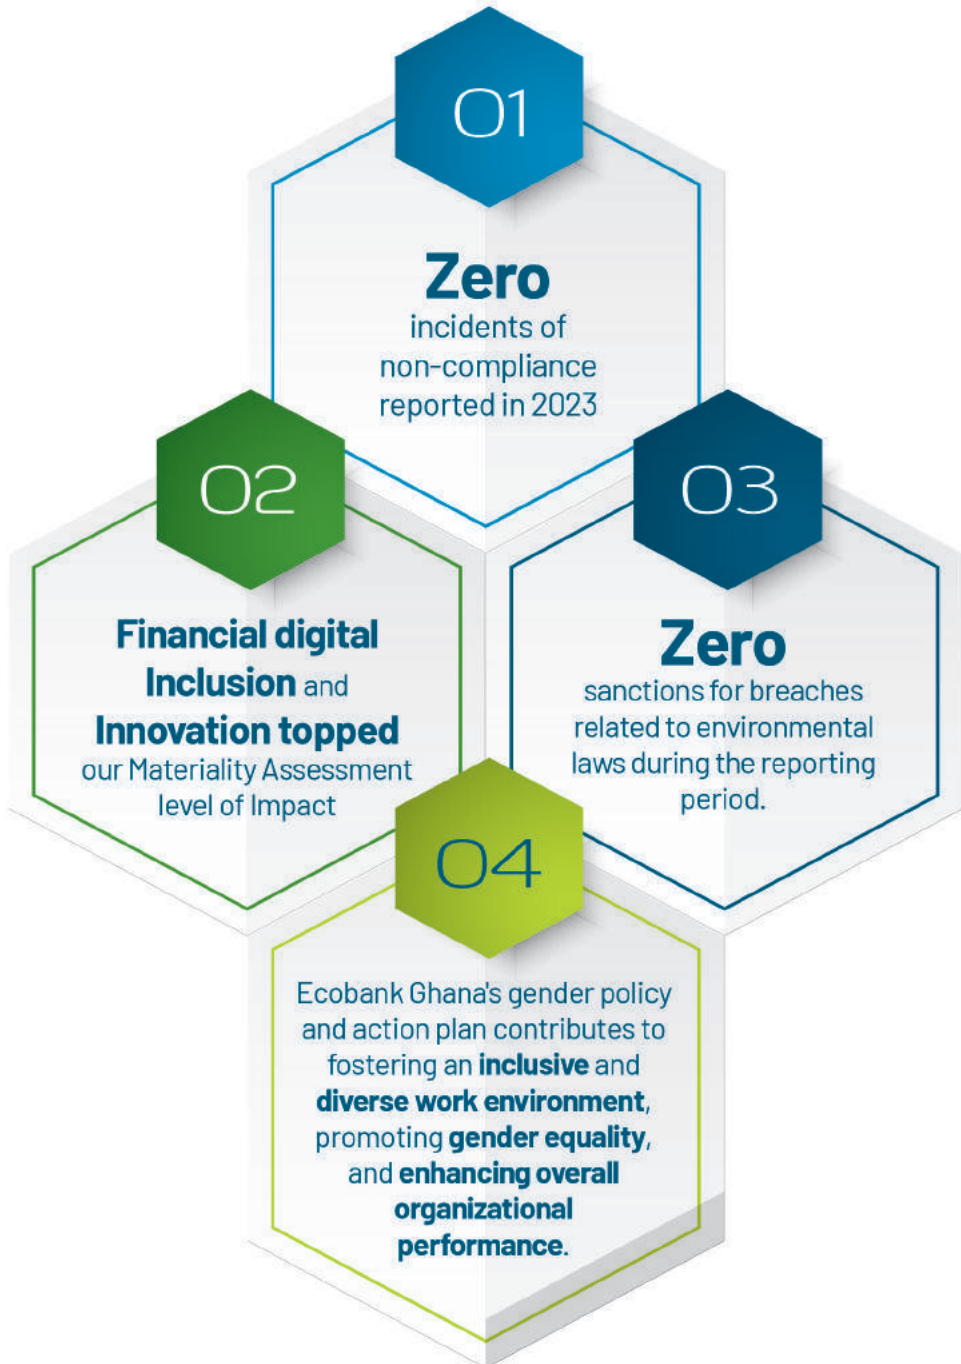 01
Zero
incidents of
non-compliance
reported in 2023
02
Financial digital
Inclusion and
Innovation topped
our Materiality Assessment
level of Impact
03
Zero
sanctions for breaches
related to environmental
laws during the reporting
period.
04
Ecobank Ghana's gender policy
and action plan contributes to
fostering an inclusive and
diverse work environment,
promoting gender equality,
and enhancing overall
organizational
performance.